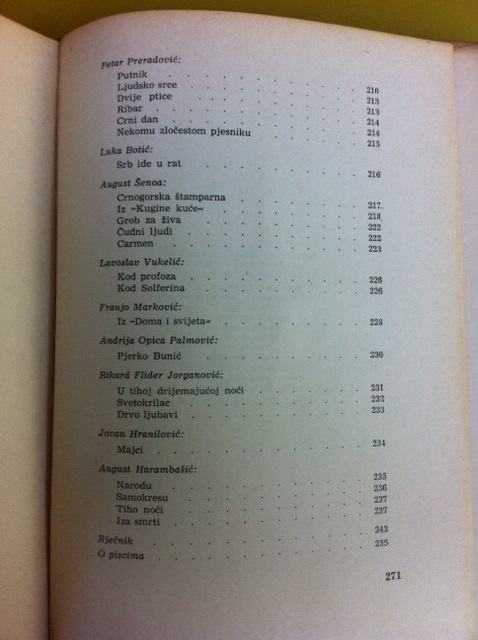 Petar Preradović:
Putnik . . . . . . . . . . 210
Ljudsko srce . . . . . . . . . 213
Dvije ptice . . . . . . . . . 213
Ribar . . . . . . . . . . 214
Crni dan . . . . . . . . . . 214
Nekomu zločestom pjesniku . . . . . 215
Luka Botić:
Srb ide u rat . . . . . . . . 216
August Šenoa:
Crnogorska štamparna . . . . . . 217.
Iz »Kugine kuće« . . . . . . . 218
Grob za živa . . . . . . . . 222
Čudni ljudi . . . . . . . . 222
Carmen . . . . . . . . . . 223
Lavoslav Vukelić:
Kod profoza . . . . . . . . 226
Kod Solferina . . . . . . . . 226
Franjo Marković:
Iz »Doma i svijeta« . . . . . . . 228
Andrija Opica Palmović:
Pjerko Bunić . . . . . . . . 230
Rikard Flider Jorganović:
U tihoj drijemajućoj noći . . . . . 231
Svetokrilac . . . . . . . . . 232
Drvo ljubavi . . . . . . . . 233
Jovan Hranilović:
Majci . . . . . . . . . . 234
August Harambašić:
Narodu . . . . . . . . . . 235
Samokresu . . . . . . . . . 236
Tiho noći . . . . . . . . . 237
Iza smrti . . . . . . . . . 237
Rječnik . . . . . . . . . . 243
O piscima . . . . . . . . . . 255
271